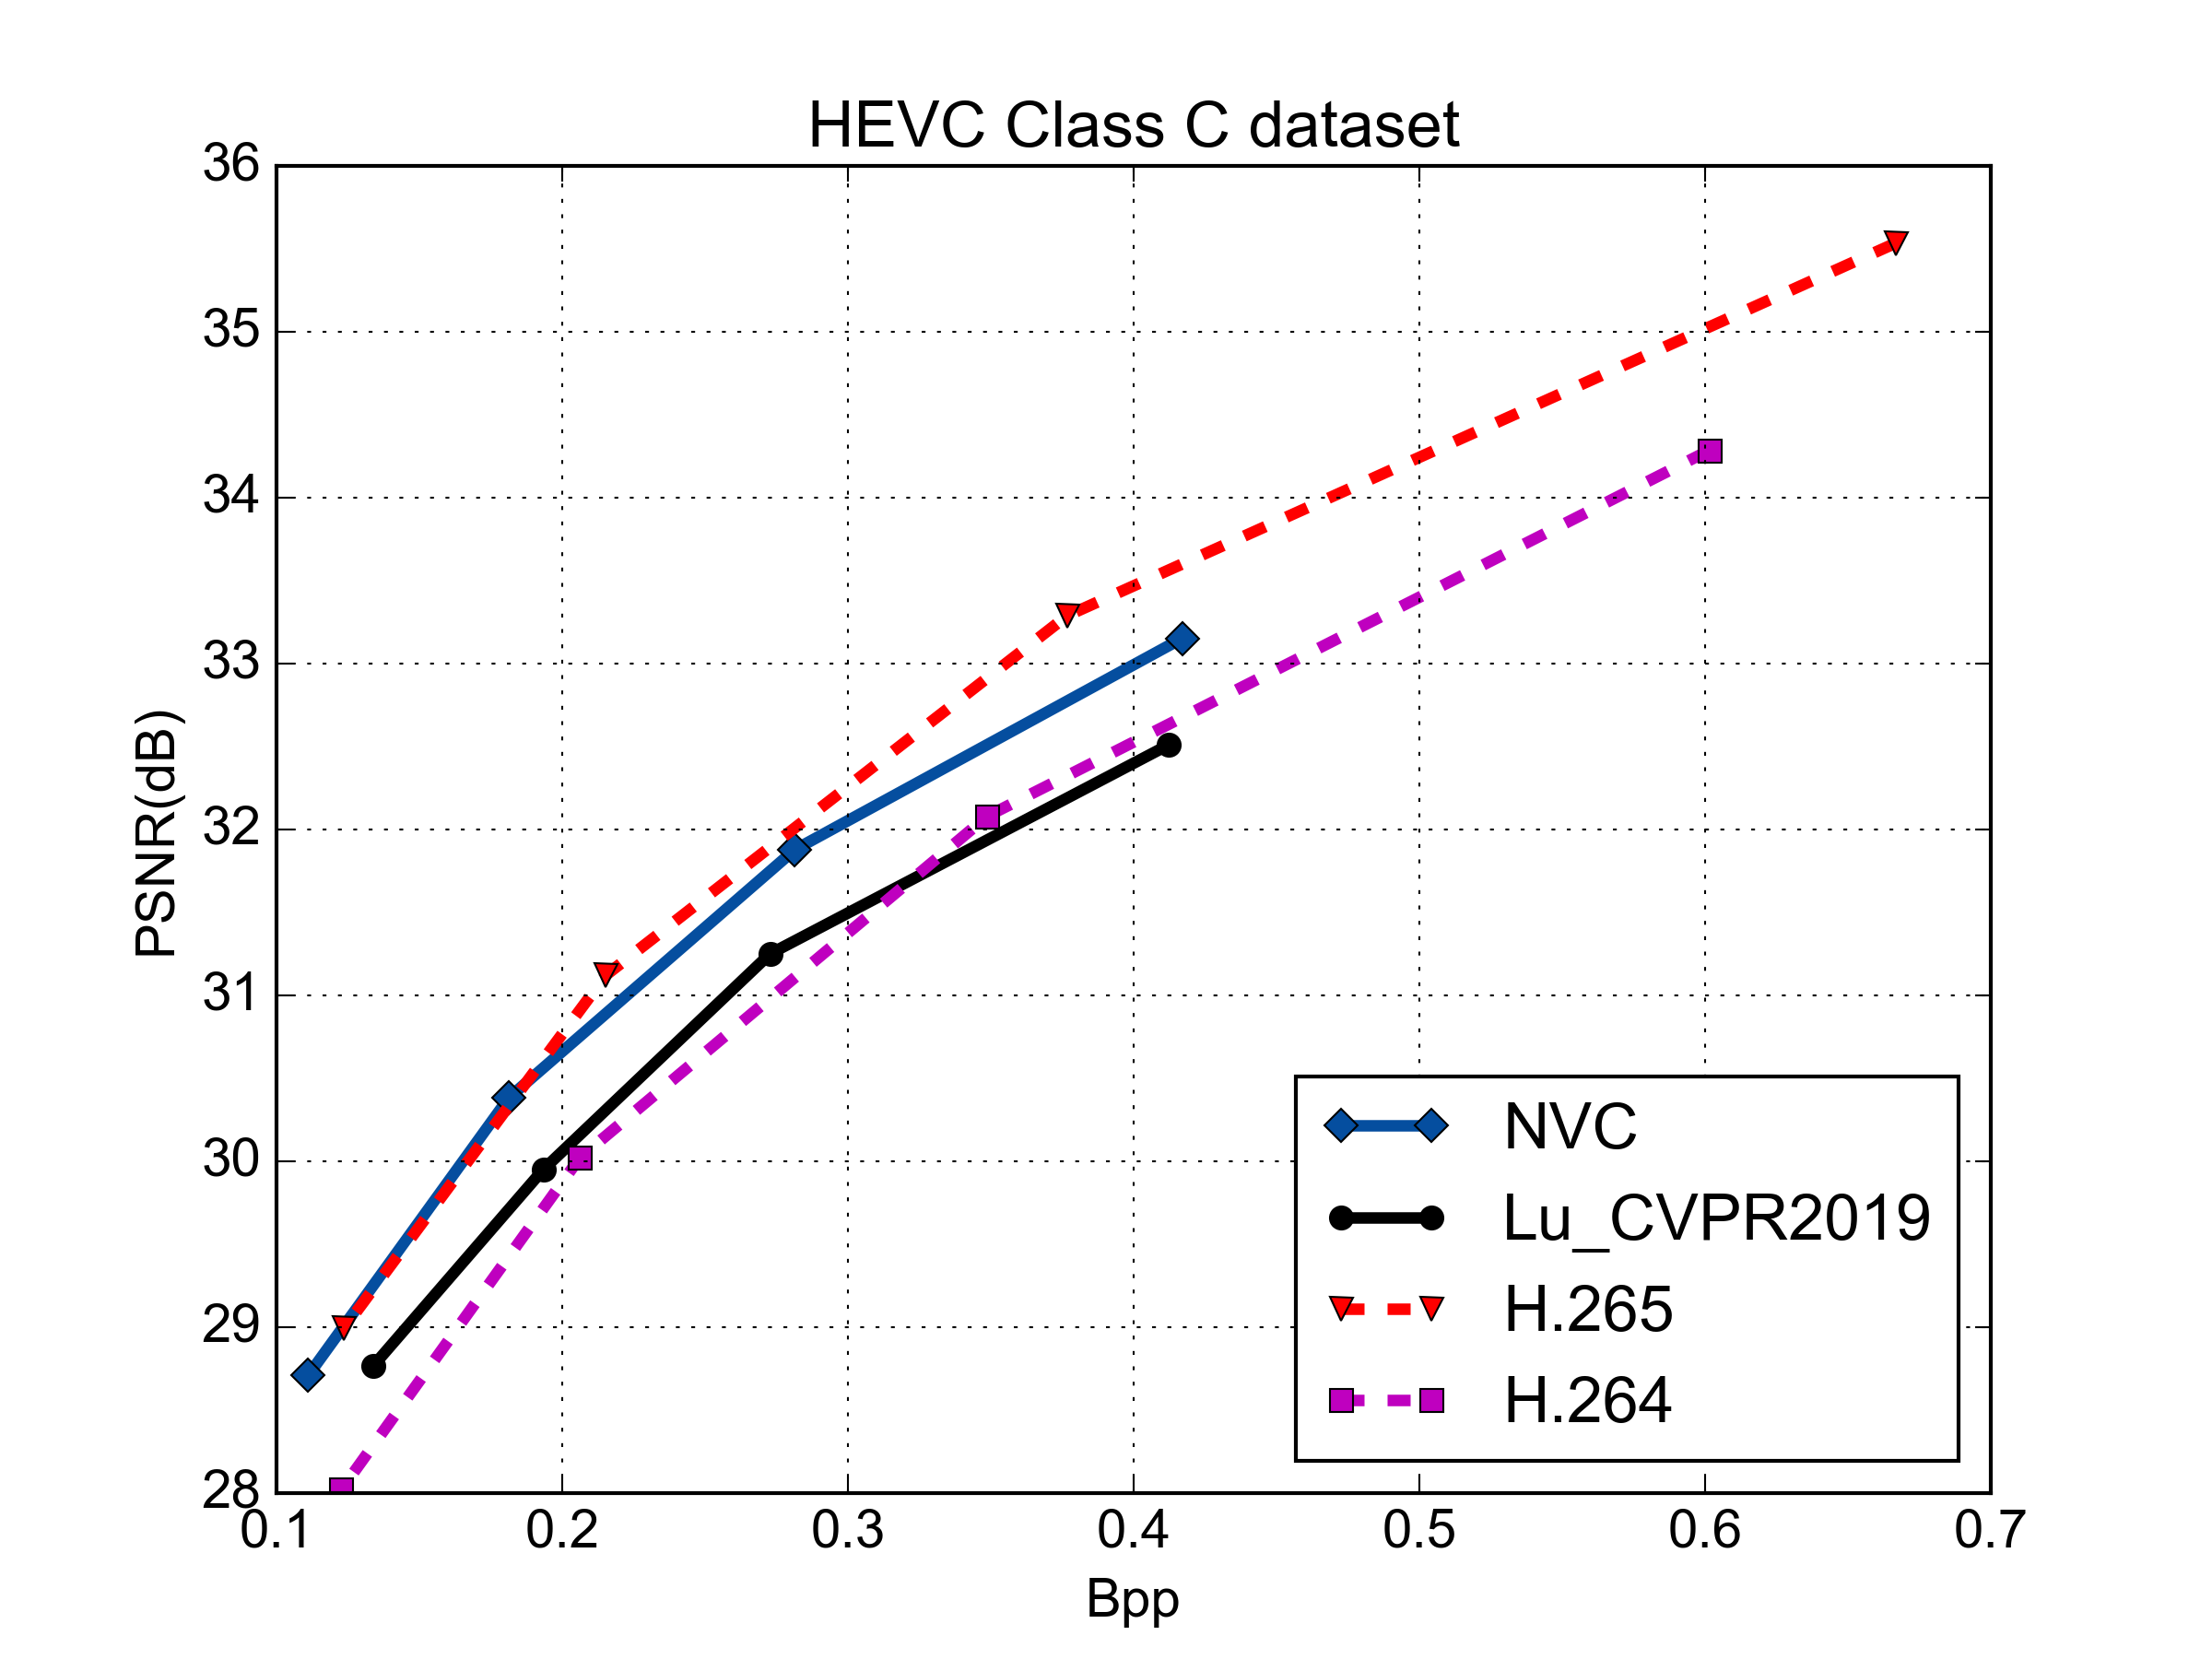 HEVC Class C dataset
36
35
34
33
32
31
30
29
28
PSNR(dB)
0.1 0.2 0.3 0.4 0.5 0.6 0.7
Bpp
NVC
Lu_CVPR2019
H.265
H.264